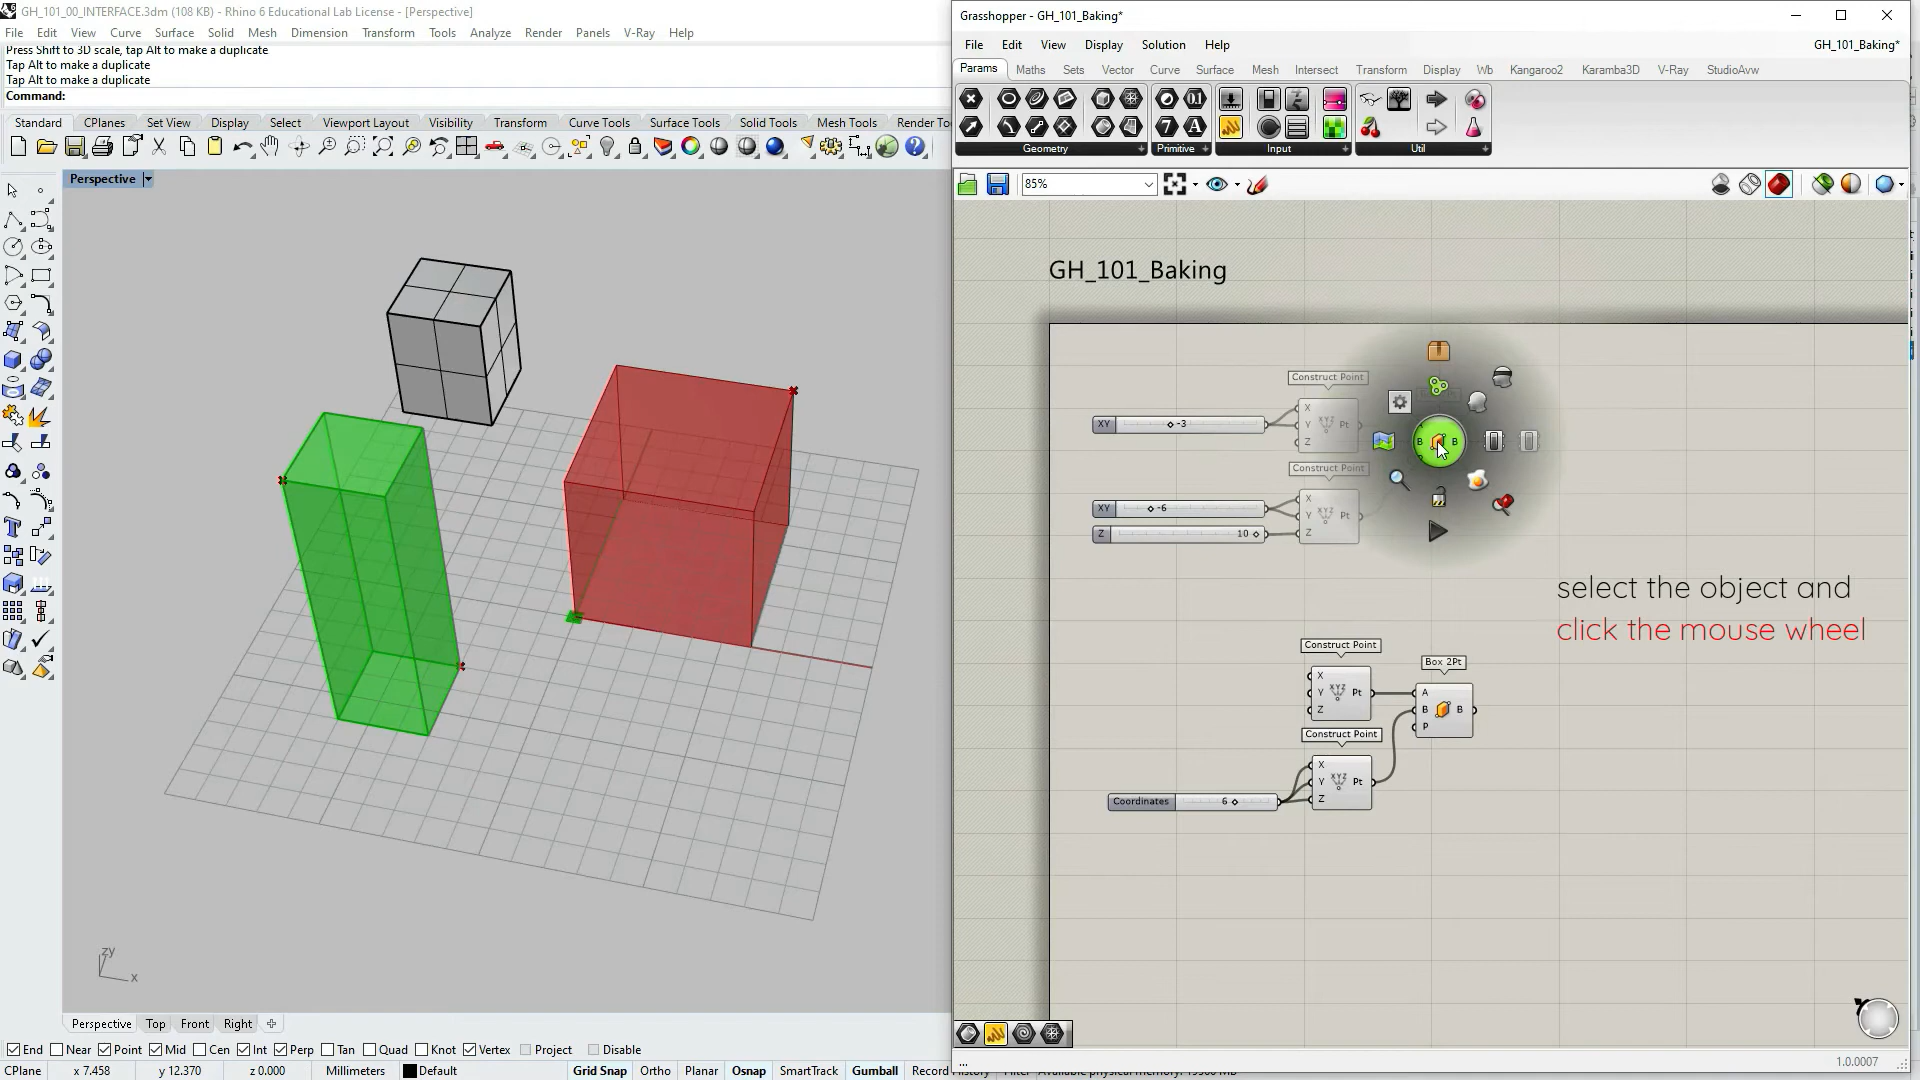 GH_101_00_INTERFACE.3dm (108 KB) - Rhino 6 Educational Lab License - [Perspective]
File Edit View Curve Surface Solid Mesh Dimension Transform Tools Analyze Render Panels V-Ray Help
Press Shift to 3D scale, tap Alt to make a duplicate
Tap Alt to make a duplicate
Tap Alt to make a duplicate
Command:
Standard CPlanes Set View Display Select Viewport Layout Visibility Transform Curve Tools Surface Tools Solid Tools Mesh Tools Render To
Perspective
zy
x
Perspective Top Front Right
End Near Point Mid Cen Int Perp Tan Quad Knot Vertex Project Disable
CPlane x 7.458 y 12.370 z 0.000 Millimeters Default Grid Snap Ortho Planar Osnap SmartTrack Gumball Record
Grasshopper - GH_101_Baking*
File Edit View Display Solution Help GH_101_Baking*
Params Maths Sets Vector Curve Surface Mesh Intersect Transform Display Wb Kangaroo2 Karamba3D V-Ray StudioAvw
Geometry Primitive Input Util
85%
GH_101_Baking
Construct Point
XY -3
X Y Z Pt
B B
Construct Point
XY -6
Z 10
X Y Z Pt
select the object and
click the mouse wheel
Construct Point
X Y Z Pt
Box 2Pt
A B P B
Construct Point
X Y Z Pt
Coordinates 6
...
1.0.0007